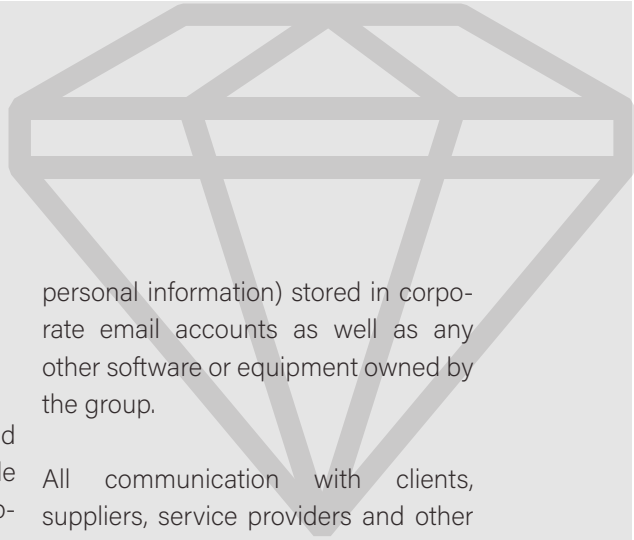 d
le
o-
personal information) stored in corpo-
rate email accounts as well as any
other software or equipment owned by
the group.
All communication with clients,
suppliers, service providers and other